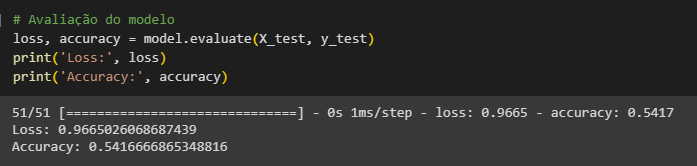 # Avaliação do modelo
loss, accuracy = model.evaluate(X_test, y_test)
print('Loss:', loss)
print('Accuracy:', accuracy)
51/51 [==============================] - 0s 1ms/step - loss: 0.9665 - accuracy: 0.5417
Loss: 0.9665026068687439
Accuracy: 0.5416666865348816